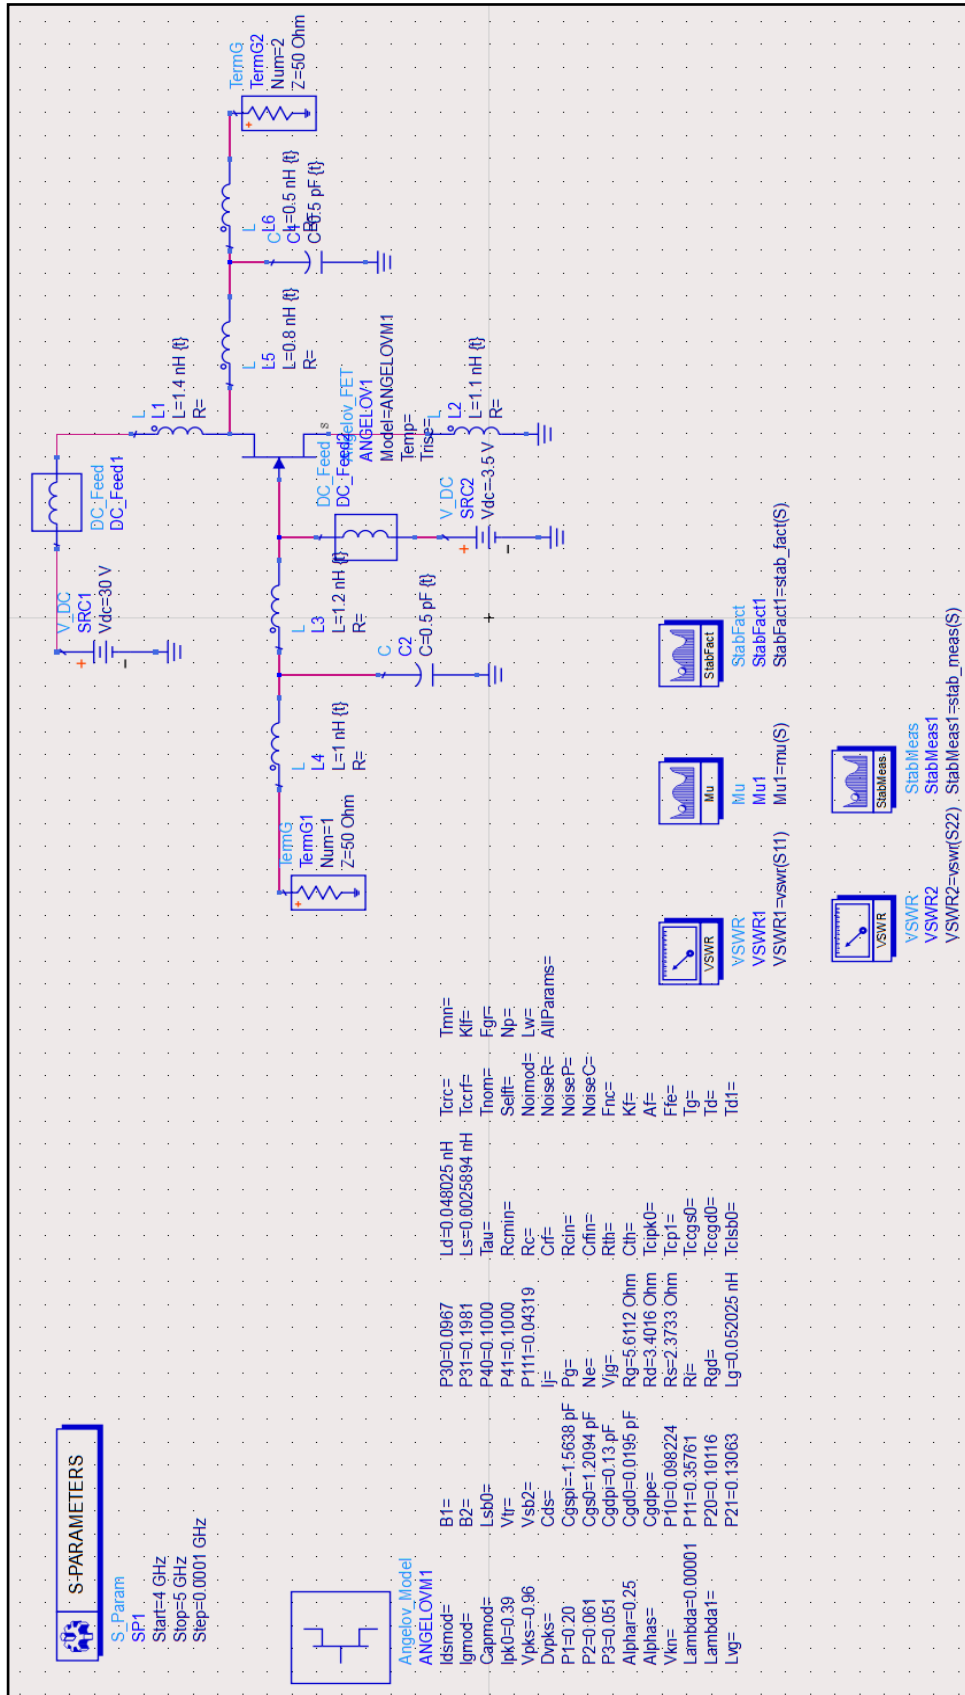 S-PARAMETERS
S_Param
SP1
Start=4 GHz
Stop=5 GHz
Step=0.0001 GHz
Angelov_Model
ANGELOVM1
Idsmod=
Igmod=
Capmod=
Ipk0=0.39
Vpks=-0.96
Dvpks=
P1=0.20
P2=0.061
P3=0.051
Alphar=0.25
Alphas=
Vkn=
Lambda=0.00001
Lambda1=
Lvg=
B1=
B2=
Lsb0=
Vtr=
Vsb2=
Cds=
Cgspi=-1.5638 pF
Cgs0=1.2094 pF
Cgdpi=0.13 pF
Cgd0=0.0195 pF
Cgdpe=
P10=0.098224
P11=0.35761
P20=0.10116
P21=0.13063
P30=0.0967
P31=0.1981
P40=0.1000
P41=0.1000
P111=0.04319
Ij=
Pg=
Ne=
Vjg=
Rg=5.6112 Ohm
Rd=3.4016 Ohm
Rs=2.3733 Ohm
Ri=
Rgd=
Lg=0.052025 nH
Ld=0.048025 nH
Ls=0.0025894 nH
Tau=
Rcmin=
Rc=
Crf=
Rcin=
Crfin=
Rth=
Cth=
Tcipk0=
Tcp1=
Tccgs0=
Tccgd0=
Tclsb0=
Tcrc=
Tccrf=
Tnom=
Selft=
Noimod=
NoiseR=
NoiseP=
NoiseC=
Fnc=
Kf=
Af=
Ffe=
Tg=
Td=
Td1=
Tmn=
Klf=
Fgr=
Np=
Lw=
AllParams=
TermG
TermG1
Num=1
Z=50 Ohm
L
L4
L=1 nH {t}
R=
C
C2
C=0.5 pF {t}
L
L3
L=1.2 nH {t}
R=
V_DC
SRC1
Vdc=30 V
DC_Feed
DC_Feed1
DC_Feed
DC_Feed2
V_DC
SRC2
Vdc=-3.5 V
L
L1
L=1.4 nH {t}
R=
s
Angelov_FET
ANGELOV1
Model=ANGELOVM1
Temp=
Trise=
L
L2
L=1.1 nH {t}
R=
L
L5
L=0.8 nH {t}
R=
L
L6
L=0.5 nH {t}
C
C4
C=0.5 pF {t}
TermG
TermG2
Num=2
Z=50 Ohm
VSWR
VSWR
VSWR1
VSWR1=vswr(S11)
Mu
Mu
Mu1
Mu1=mu(S)
StabFact
StabFact
StabFact1
StabFact1=stab_fact(S)
VSWR
VSWR
VSWR2
VSWR2=vswr(S22)
StabMeas
StabMeas
StabMeas1
StabMeas1=stab_meas(S)